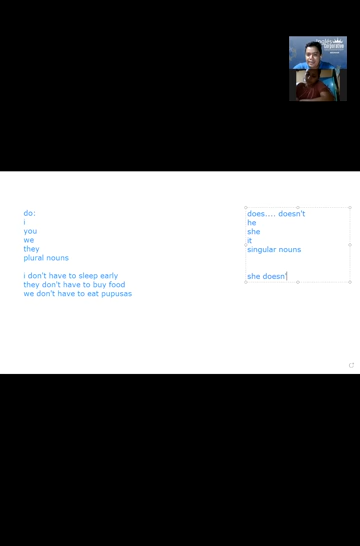 do:
i
you
we
they
plural nouns
i don't have to sleep early
they don't have to buy food
we don't have to eat pupusas
does.... doesn't
he
she
it
singular nouns
she doesn'